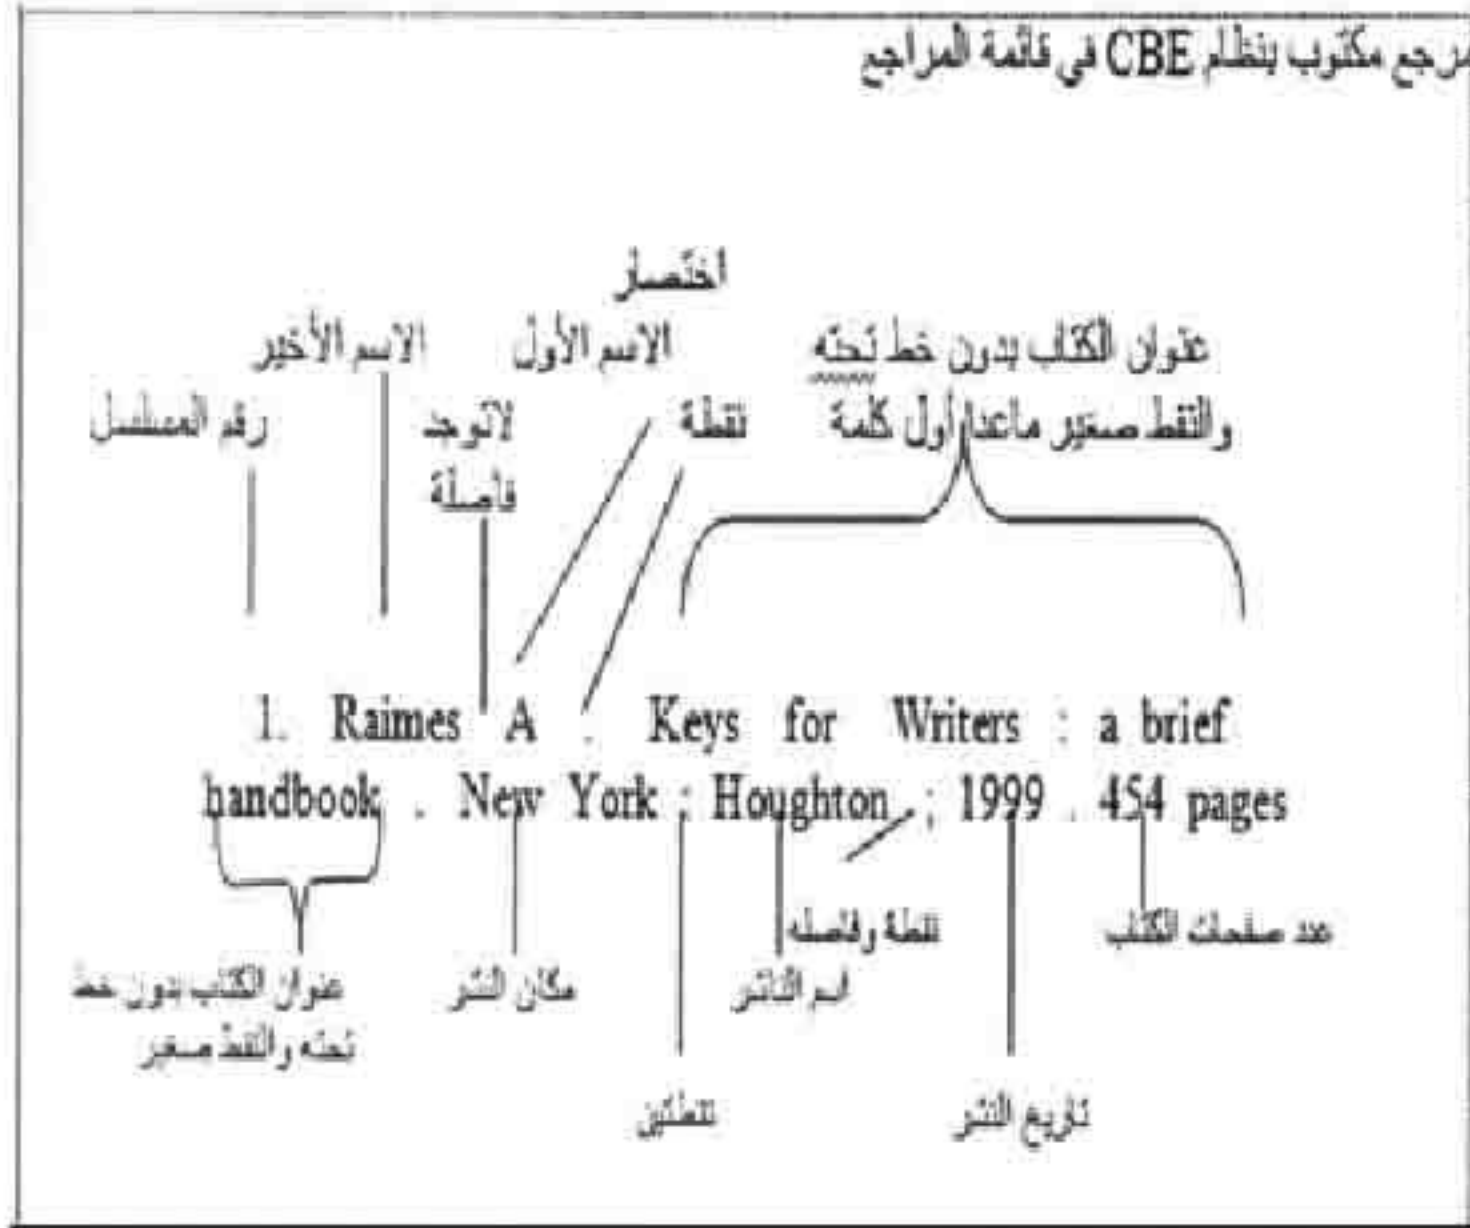 مرجع مكتوب بنظام CBE في قائمة المراجع
اختصار
عنوان الكتاب بدون خط تحته
الاسم الأول
الاسم الأخير
والنقط صغير ماعدا أول كلمة
نقطة
لاتوجد
رقم المسلسل
فاصلة
1. Raimes A . Keys for Writers : a brief
handbook . New York : Houghton . ; 1999 . 454 pages
عدد صفحات الكتاب
نقطة وفاصله
اسم الناشر
مكان النشر
عنوان الكتاب بدون خط
تحته والنقط صغير
تاريخ النشر
نقطتين